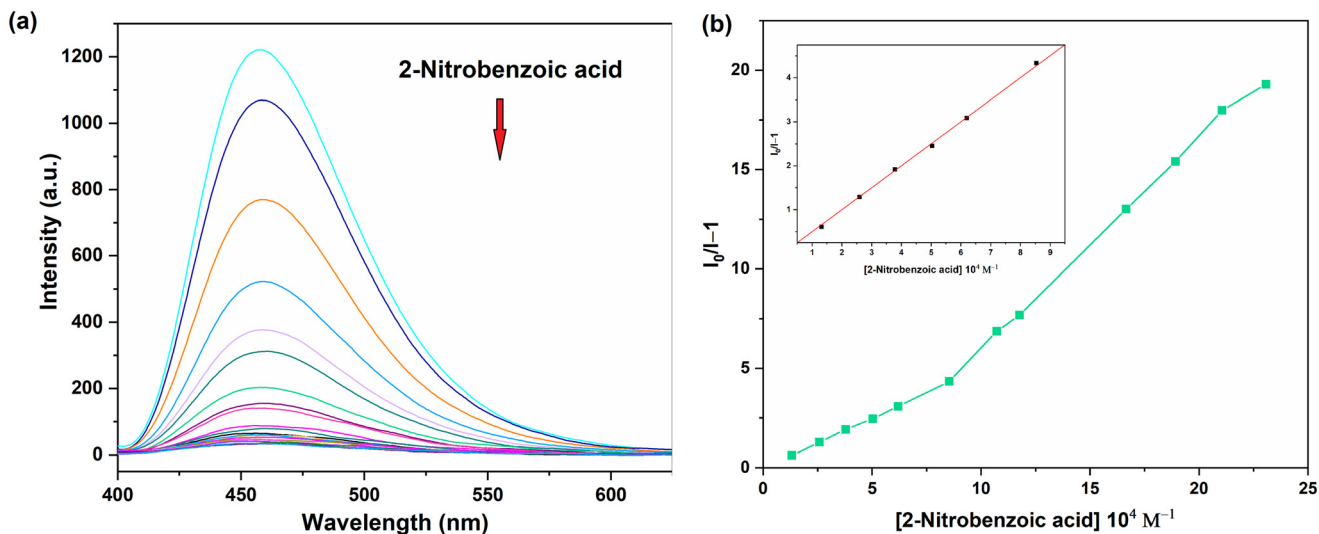 (a)
2-Nitrobenzoic acid
Intensity (a.u.)
1200
1000
800
600
400
200
0
400 450 500 550 600
Wavelength (nm)
(b)
I₀/I−1
20
15
10
5
0
0 5 10 15 20 25
[2-Nitrobenzoic acid] 10⁴ M⁻¹
I₀/I−1
4
3
2
1
1 2 3 4 5 6 7 8 9
[2-Nitrobenzoic acid] 10⁴ M⁻¹